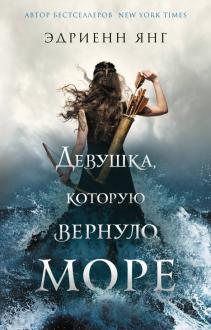 АВТОР БЕСТСЕЛЛЕРОВ NEW YORK TIMES
ЭДРИЕНН ЯНГ
ДЕВУШКА,
КОТОРУЮ
ВЕРНУЛО
МОРЕ